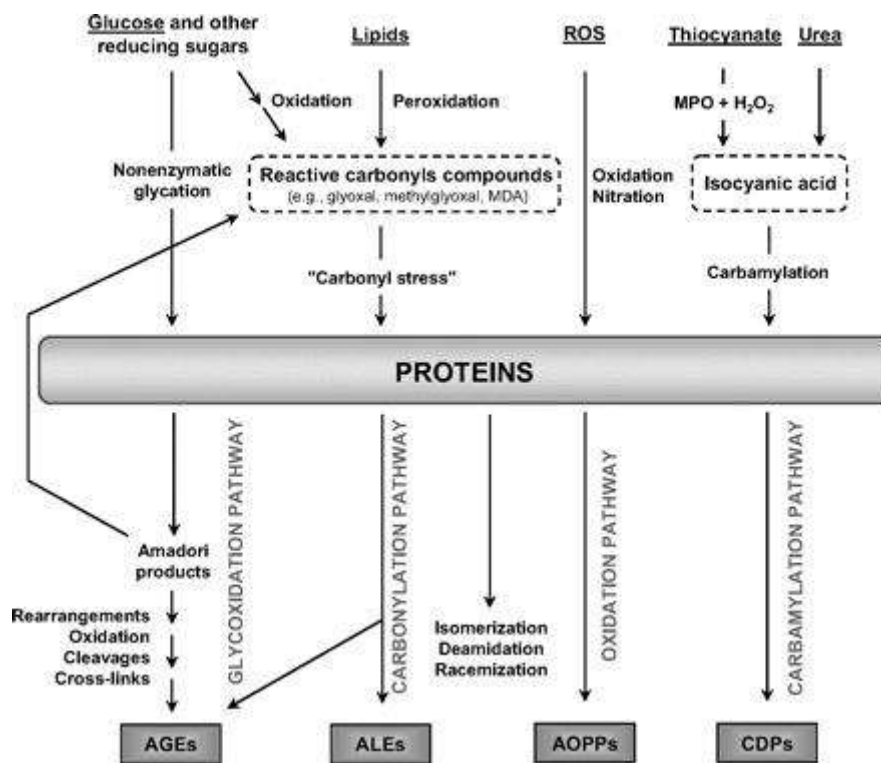 Glucose and other
reducing sugars
Lipids
ROS
Thiocyanate
Urea
Oxidation
Peroxidation
MPO + H₂O₂
Nonenzymatic
glycation
Reactive carbonyls compounds
(e.g., glyoxal, methylglyoxal, MDA)
Oxidation
Nitration
Isocyanic acid
"Carbonyl stress"
Carbamylation
PROTEINS
GLYCOXIDATION PATHWAY
CARBONYLATION PATHWAY
OXIDATION PATHWAY
CARBAMYLATION PATHWAY
Amadori
products
Rearrangements
Oxidation
Cleavages
Cross-links
Isomerization
Deamidation
Racemization
AGEs
ALEs
AOPPs
CDPs